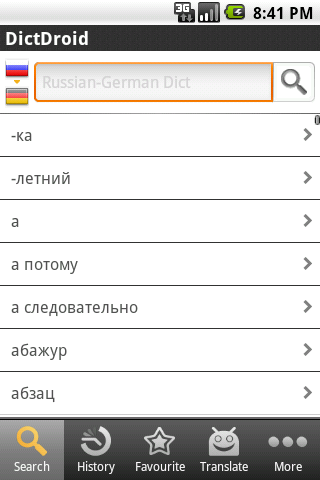 3G 8:41 PM
DictDroid
Russian-German Dict
-ка
-летний
а
а потому
а следовательно
абажур
абзац
Search History Favourite Translate More